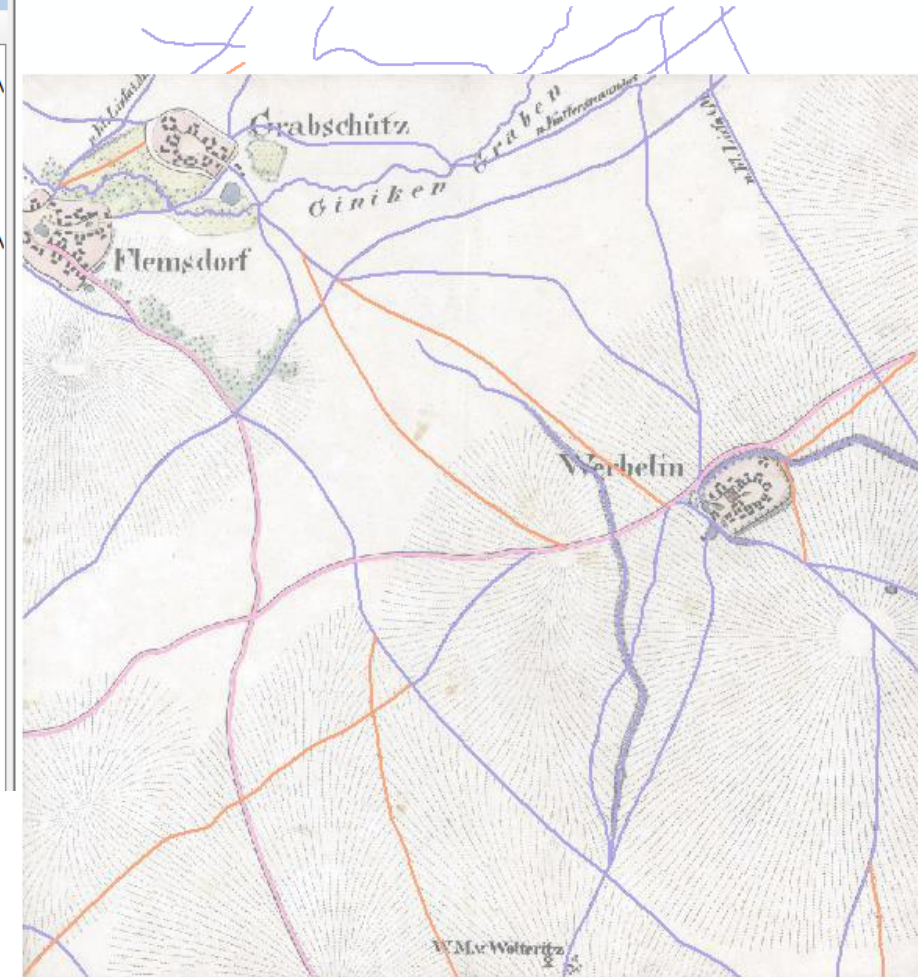 Grabschütz
Graben
Giniken
Flemsdorf
Werbelin
W.M.v. Wolteritz